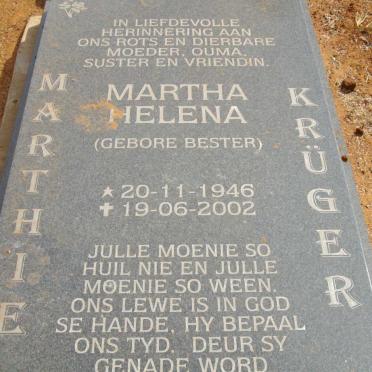 IN LIEFDEVOLLE
HERINNERING AAN
ONS ROTS EN DIERBARE
MOEDER, OUMA,
SUSTER EN VRIENDIN.
MARTHA
HELENA
(GEBORE BESTER)
MARTHIE
KRÜGER
★ 20-11-1946
✝ 19-06-2002
JULLE MOENIE SO
HUIL NIE EN JULLE
MOENIE SO WEEN.
ONS LEWE IS IN GOD
SE HANDE, HY BEPAAL
ONS TYD. DEUR SY
GENADE WORD